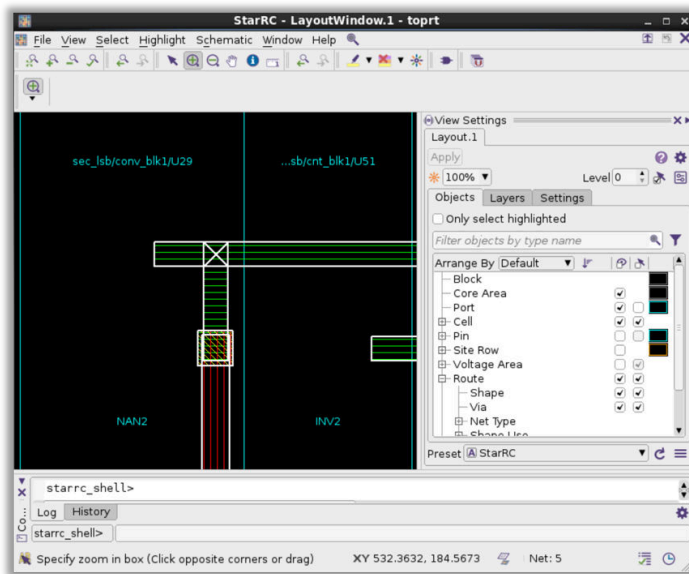 StarRC - LayoutWindow.1 - toprt
File View Select Highlight Schematic Window Help
View Settings
Layout.1
Apply
100% Level 0
Objects Layers Settings
Only select highlighted
Filter objects by type name
Arrange By Default
Block
Core Area
Port
Cell
Pin
Site Row
Voltage Area
Route
Shape
Via
Net Type
Shape Use
Preset StarRC
sec_lsb/conv_blk1/U29 ...sb/cnt_blk1/U51
NAN2 INV2
starrc_shell>
Log History
Co...
starrc_shell>
Specify zoom in box (Click opposite corners or drag) XY 532.3632, 184.5673 Net: 5